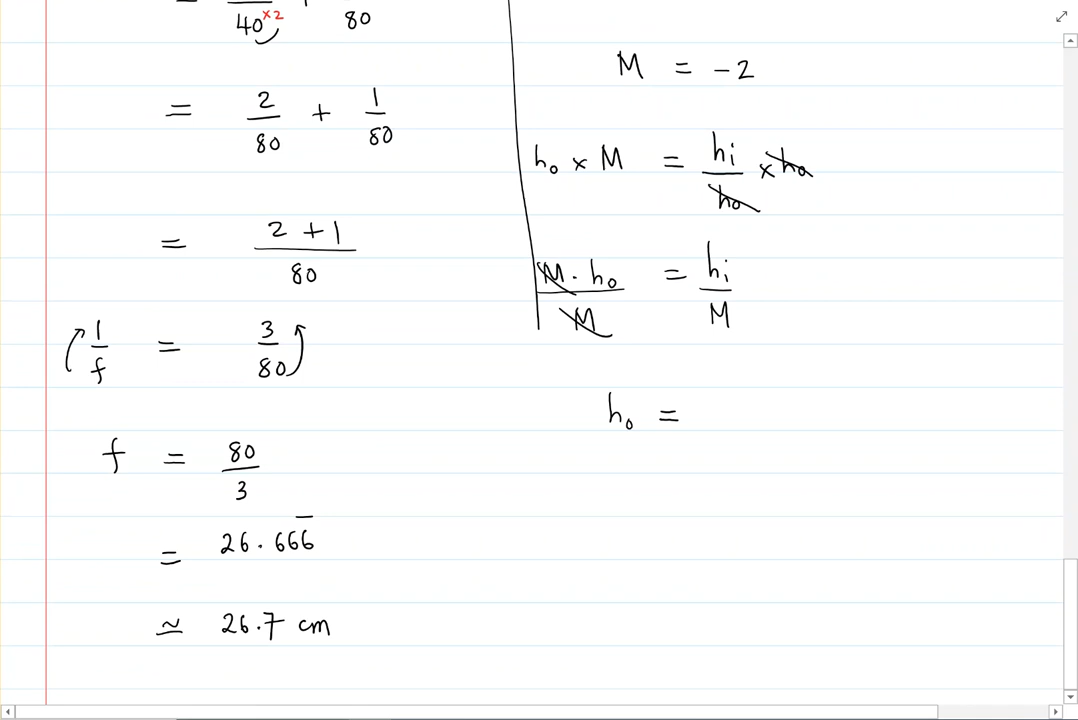 = 40 ×2 + 80
= 2/80 + 1/80
= 2 + 1 / 80
1/f = 3/80
f = 80/3
= 26.666̅
≃ 26.7 cm
M = -2
h₀ × M = hi/h₀ × h₀
M · h₀ / M = hi/M
h₀ =